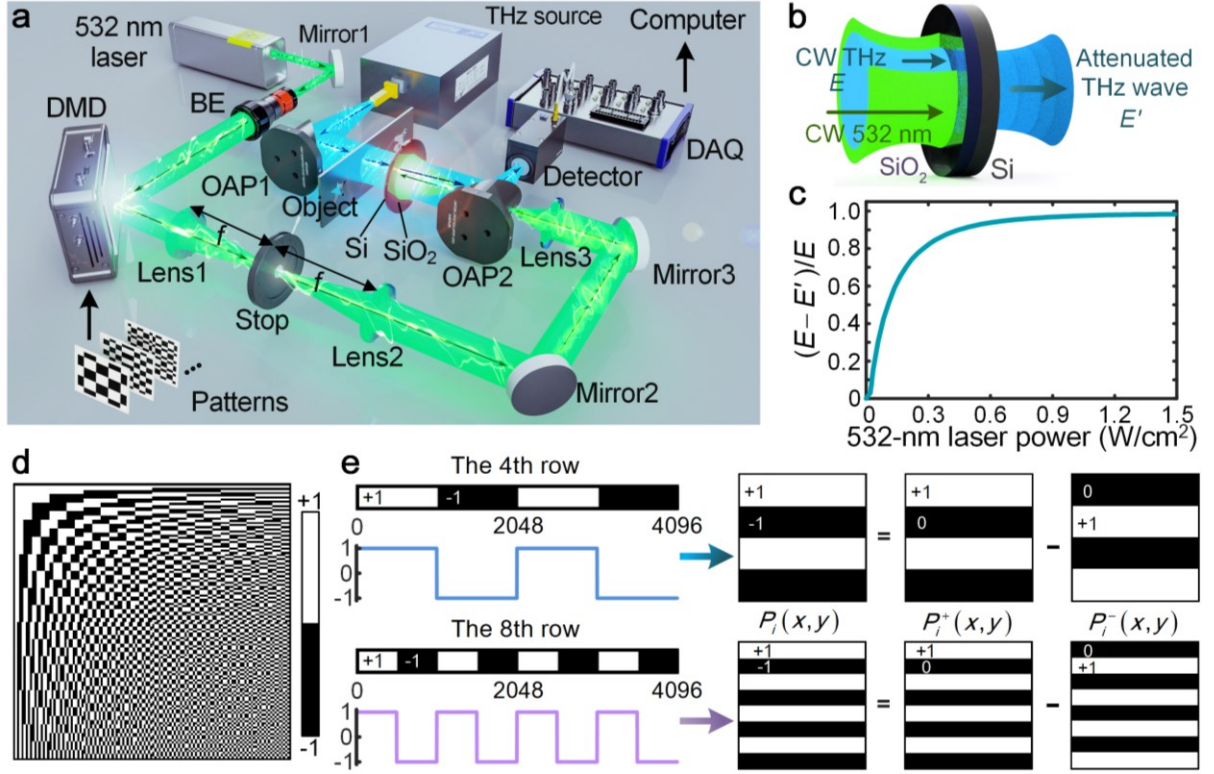 a
532 nm
laser
Mirror1
THz source
Computer
DMD
BE
OAP1
Object
Si
SiO2
OAP2
Detector
DAQ
f
Lens1
Stop
f
Lens2
Lens3
Mirror3
Mirror2
Patterns
b
CW THz
E
CW 532 nm
SiO2
Si
Attenuated
THz wave
E'
c
(E − E')/E
1.0
0.8
0.6
0.4
0.2
0
0 0.3 0.6 0.9 1.2 1.5
532-nm laser power (W/cm²)
d
+1
-1
e
The 4th row
+1 -1
0 2048 4096
1
0
-1
+1
-1
=
+1
0
-
0
+1
Pᵢ(x,y) Pᵢ⁺(x,y) Pᵢ⁻(x,y)
The 8th row
+1 -1
0 2048 4096
1
0
-1
+1
-1
=
+1
0
-
0
+1